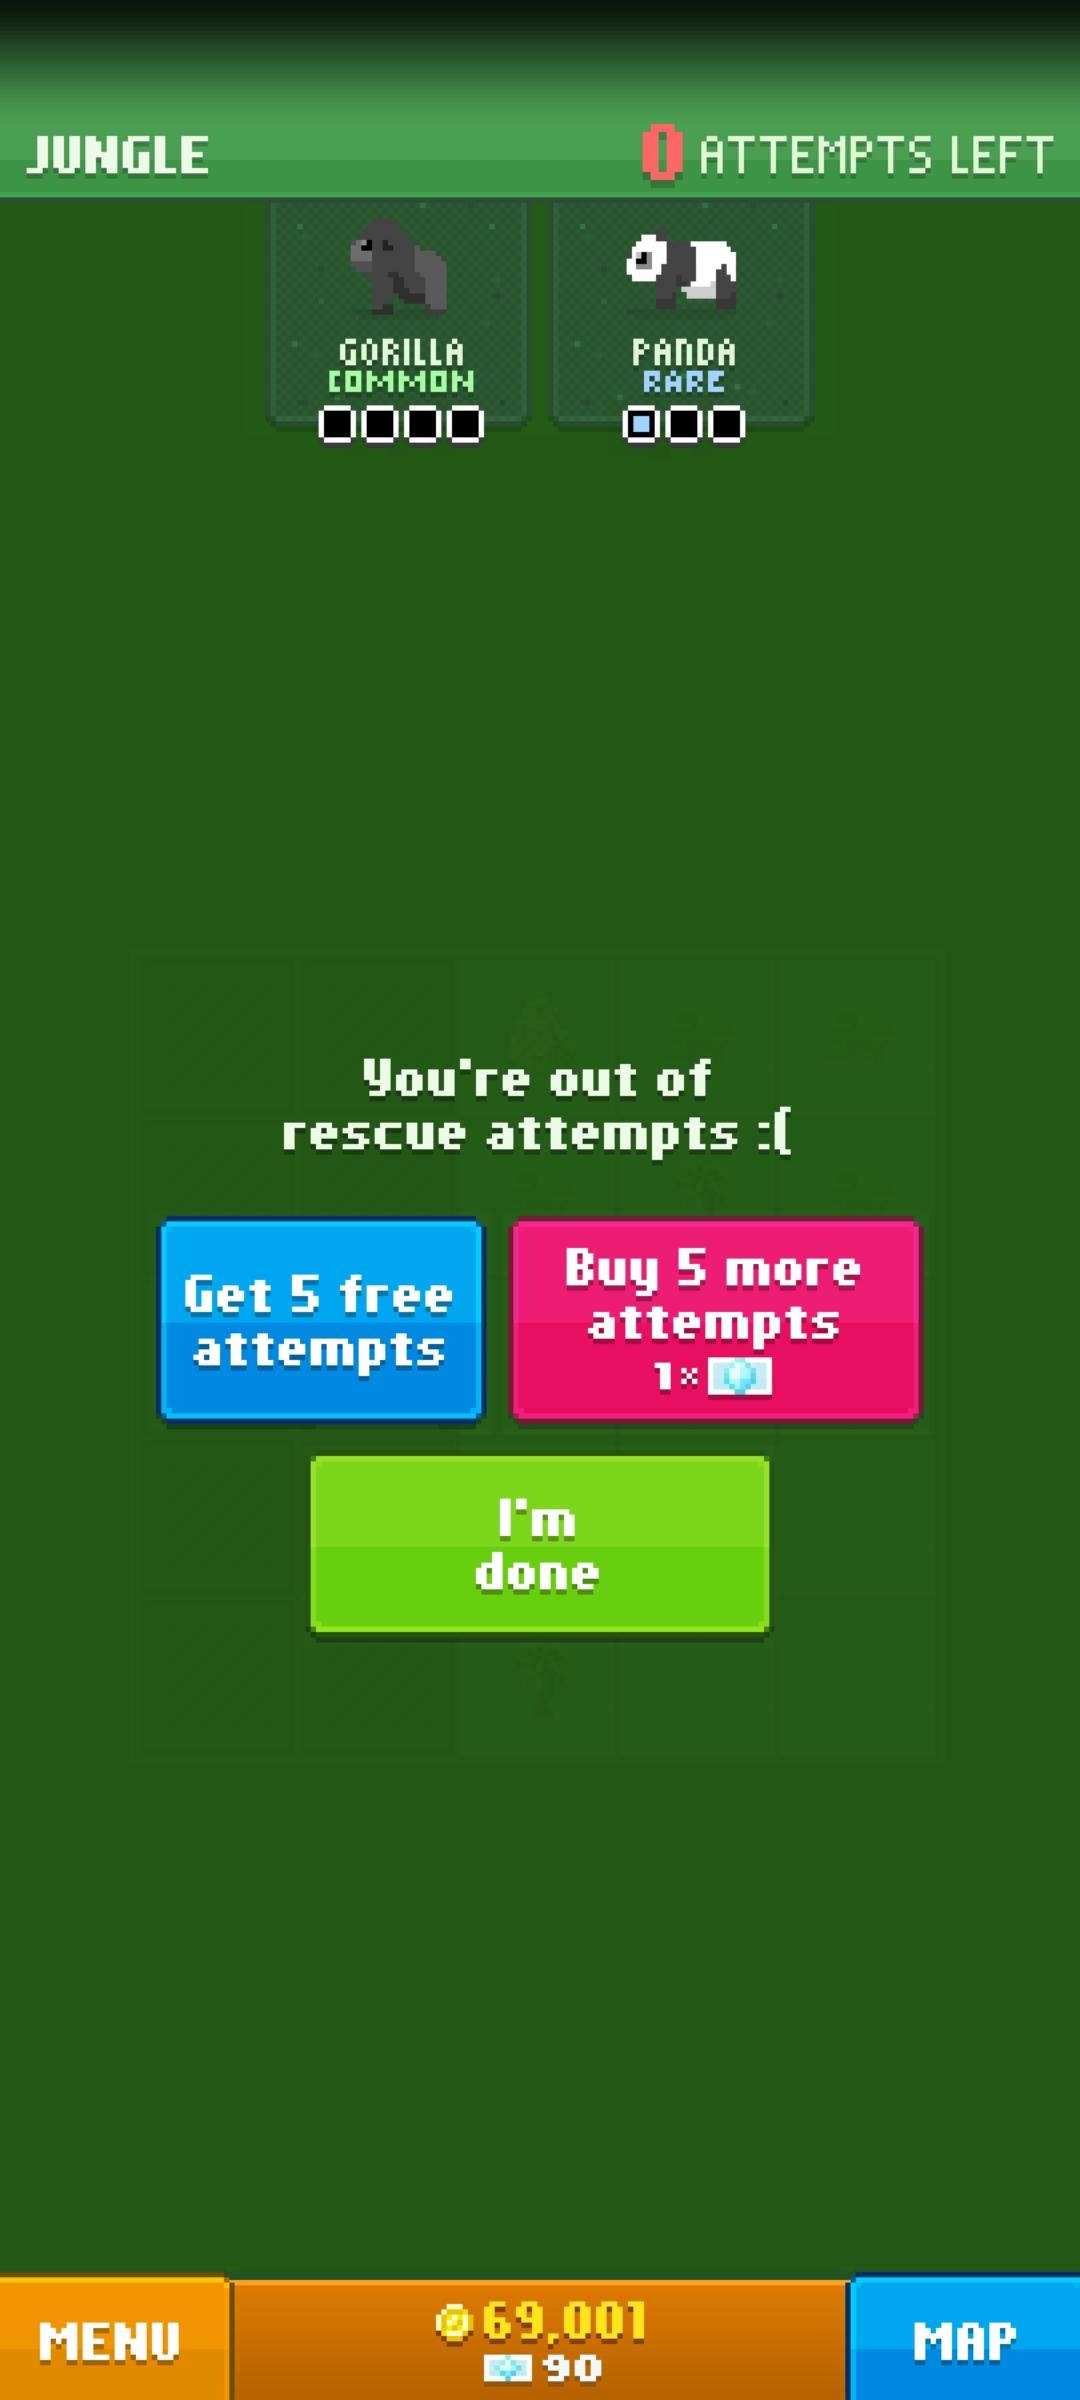 JUNGLE
0 ATTEMPTS LEFT
GORILLA
COMMON
PANDA
RARE
You're out of
rescue attempts :(
Get 5 free
attempts
Buy 5 more
attempts
1×
I'm
done
MENU
69,001
90
MAP